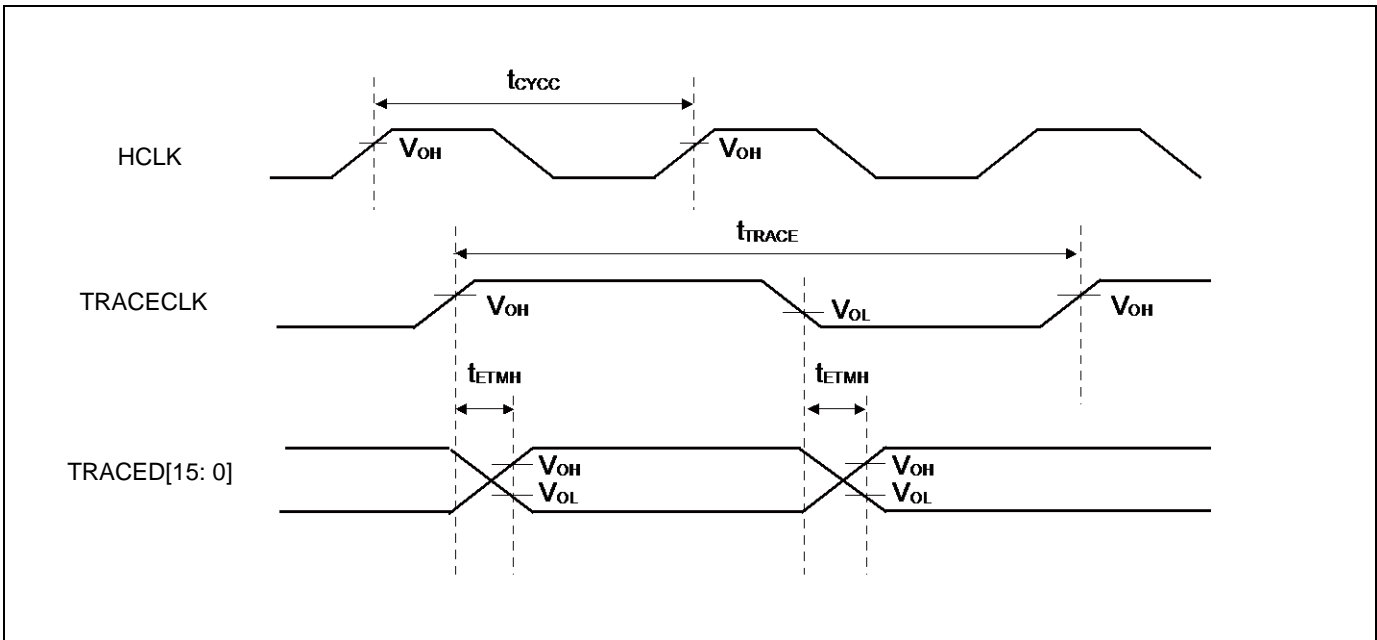 tCYCC
HCLK
VOH
VOH
tTRACE
TRACECLK
VOH
VOL
VOH
tETMH
tETMH
TRACED[15: 0]
VOH
VOL
VOH
VOL